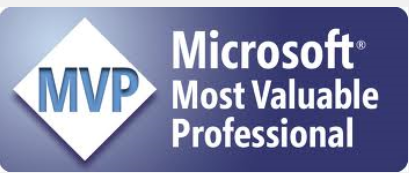 MVP
Microsoft®
Most Valuable
Professional